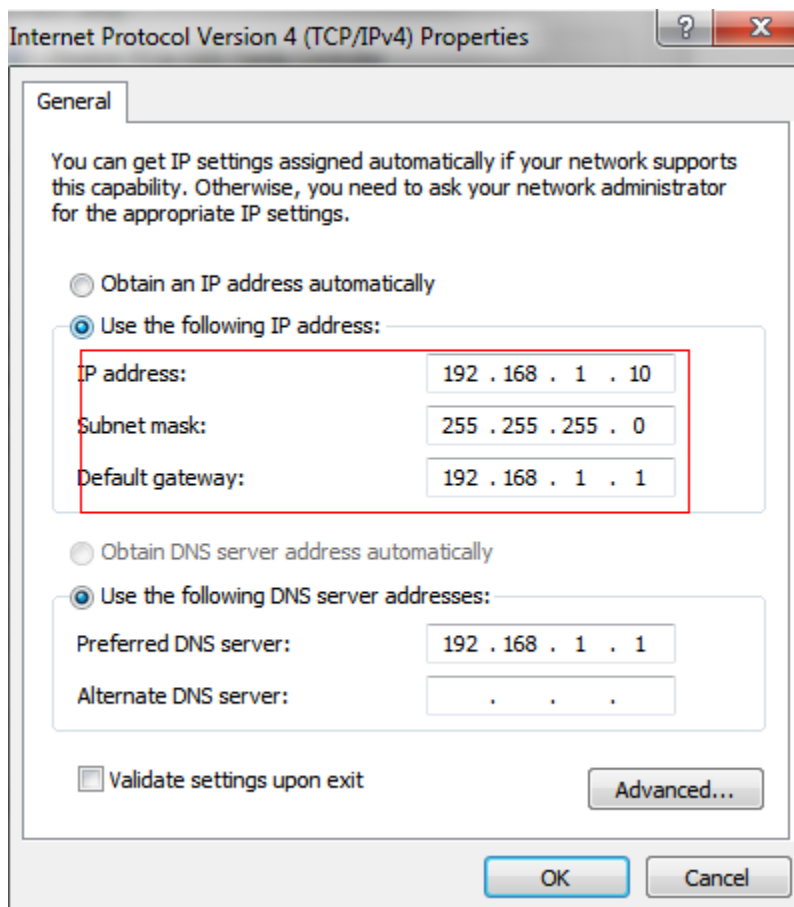 Internet Protocol Version 4 (TCP/IPv4) Properties
?
X
General
You can get IP settings assigned automatically if your network supports
this capability. Otherwise, you need to ask your network administrator
for the appropriate IP settings.
Obtain an IP address automatically
Use the following IP address:
IP address: 192 . 168 . 1 . 10
Subnet mask: 255 . 255 . 255 . 0
Default gateway: 192 . 168 . 1 . 1
Obtain DNS server address automatically
Use the following DNS server addresses:
Preferred DNS server: 192 . 168 . 1 . 1
Alternate DNS server: . . .
Validate settings upon exit
Advanced...
OK Cancel